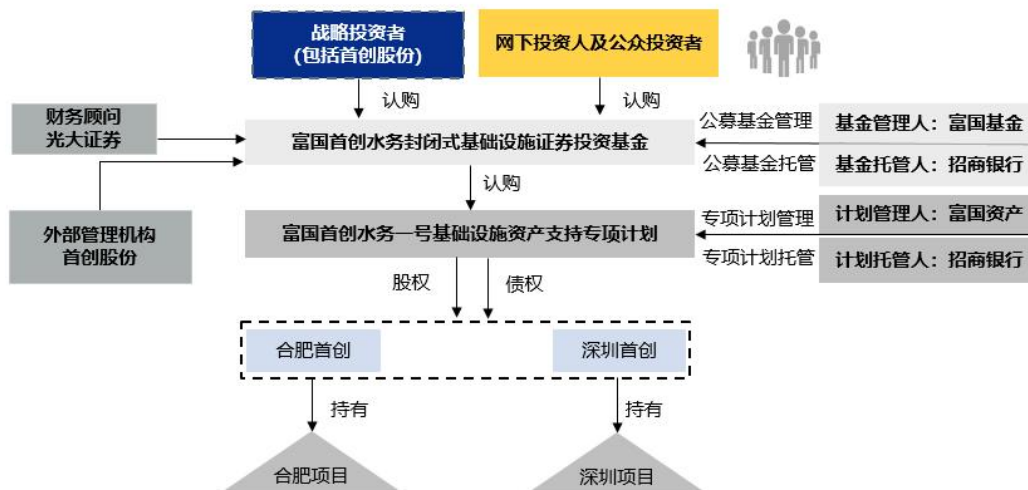 战略投资者
(包括首创股份)
网下投资人及公众投资者
认购
认购
财务顾问
光大证券
富国首创水务封闭式基础设施证券投资基金
公募基金管理
基金管理人：富国基金
公募基金托管
基金托管人：招商银行
认购
外部管理机构
首创股份
富国首创水务一号基础设施资产支持专项计划
专项计划管理
计划管理人：富国资产
专项计划托管
计划托管人：招商银行
股权
债权
合肥首创
深圳首创
持有
持有
合肥项目
深圳项目